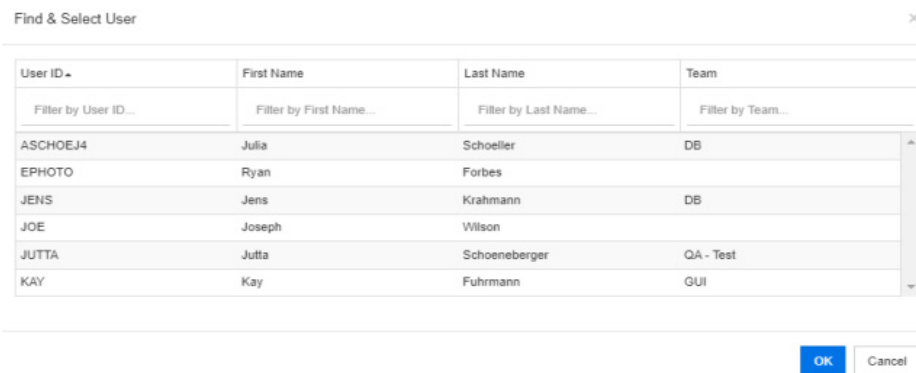 Find & Select User ×
User ID First Name Last Name Team
Filter by User ID... Filter by First Name... Filter by Last Name... Filter by Team...
ASCHOEJ4 Julia Schoeller DB
EPHOTO Ryan Forbes
JENS Jens Krahmann DB
JOE Joseph Wilson
JUTTA Jutta Schoeneberger QA - Test
KAY Kay Fuhrmann GUI
OK Cancel